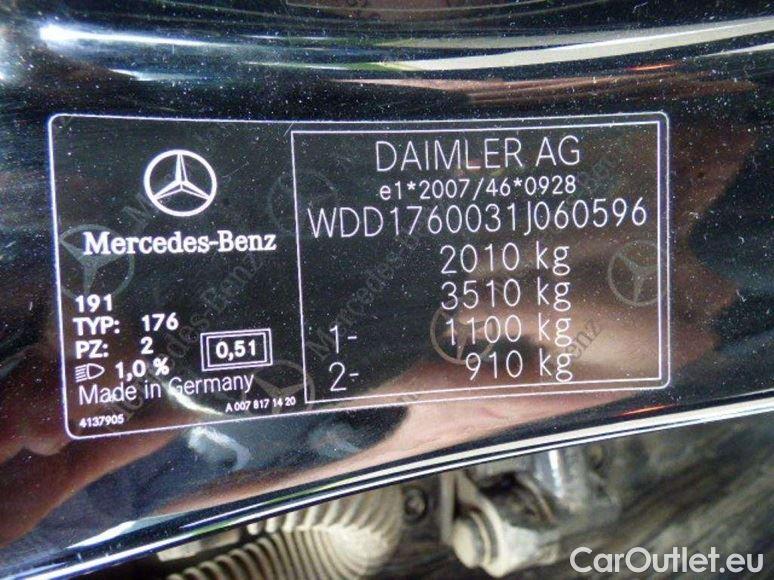 Mercedes-Benz
191
TYP: 176
PZ: 2
0,51
1,0 %
Made in Germany
4137905
A 007 817 14 20
DAIMLER AG
e1*2007/46*0928
WDD1760031J060596
2010 kg
3510 kg
1- 1100 kg
2- 910 kg
Mercedes-Benz
CarOutlet.eu